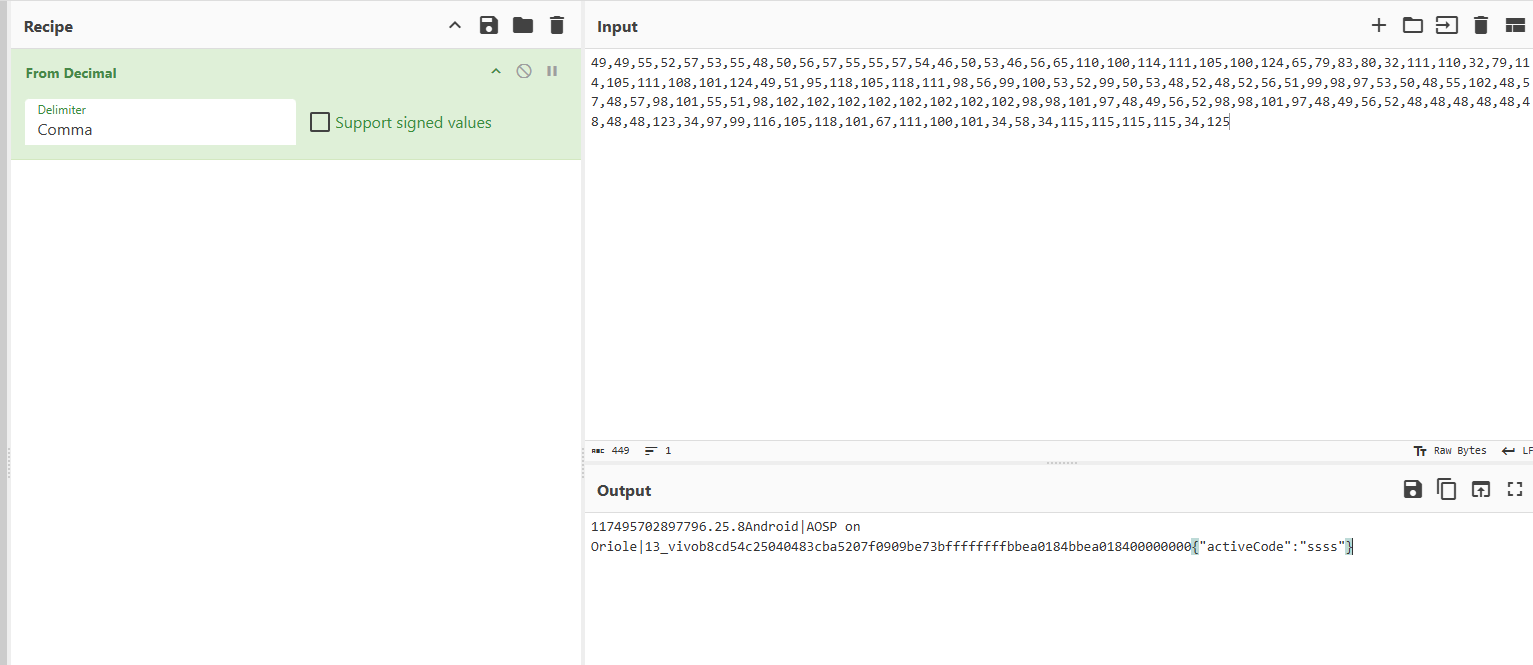 Recipe
From Decimal
Delimiter
Comma
Support signed values
Input
49,49,55,52,57,53,55,48,50,56,57,55,55,57,54,46,50,53,46,56,65,110,100,114,111,105,100,124,65,79,83,80,32,111,110,32,79,11
4,105,111,108,101,124,49,51,95,118,105,118,111,98,56,99,100,53,52,99,50,53,48,52,48,52,56,51,99,98,97,53,50,48,55,102,48,5
7,48,57,98,101,55,51,98,102,102,102,102,102,102,102,102,98,98,101,97,48,49,56,52,98,98,101,97,48,49,56,52,48,48,48,48,48,4
8,48,48,123,34,97,99,116,105,118,101,67,111,100,101,34,58,34,115,115,115,115,34,125
ABC 449 1
Raw Bytes LF
Output
117495702897796.25.8Android|AOSP on
Oriole|13_vivob8cd54c25040483cba5207f0909be73bffffffffbbea0184bbea018400000000{"activeCode":"ssss"}